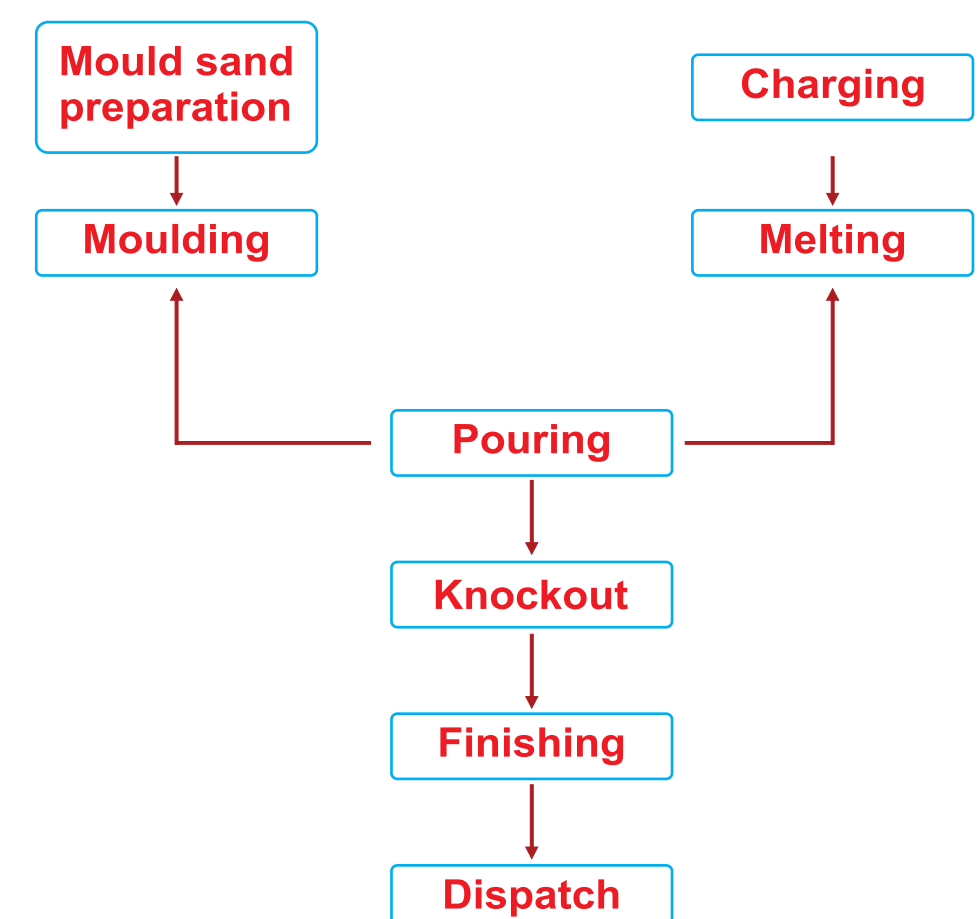 Mould sand
preparation
Charging
Moulding
Melting
Pouring
Knockout
Finishing
Dispatch